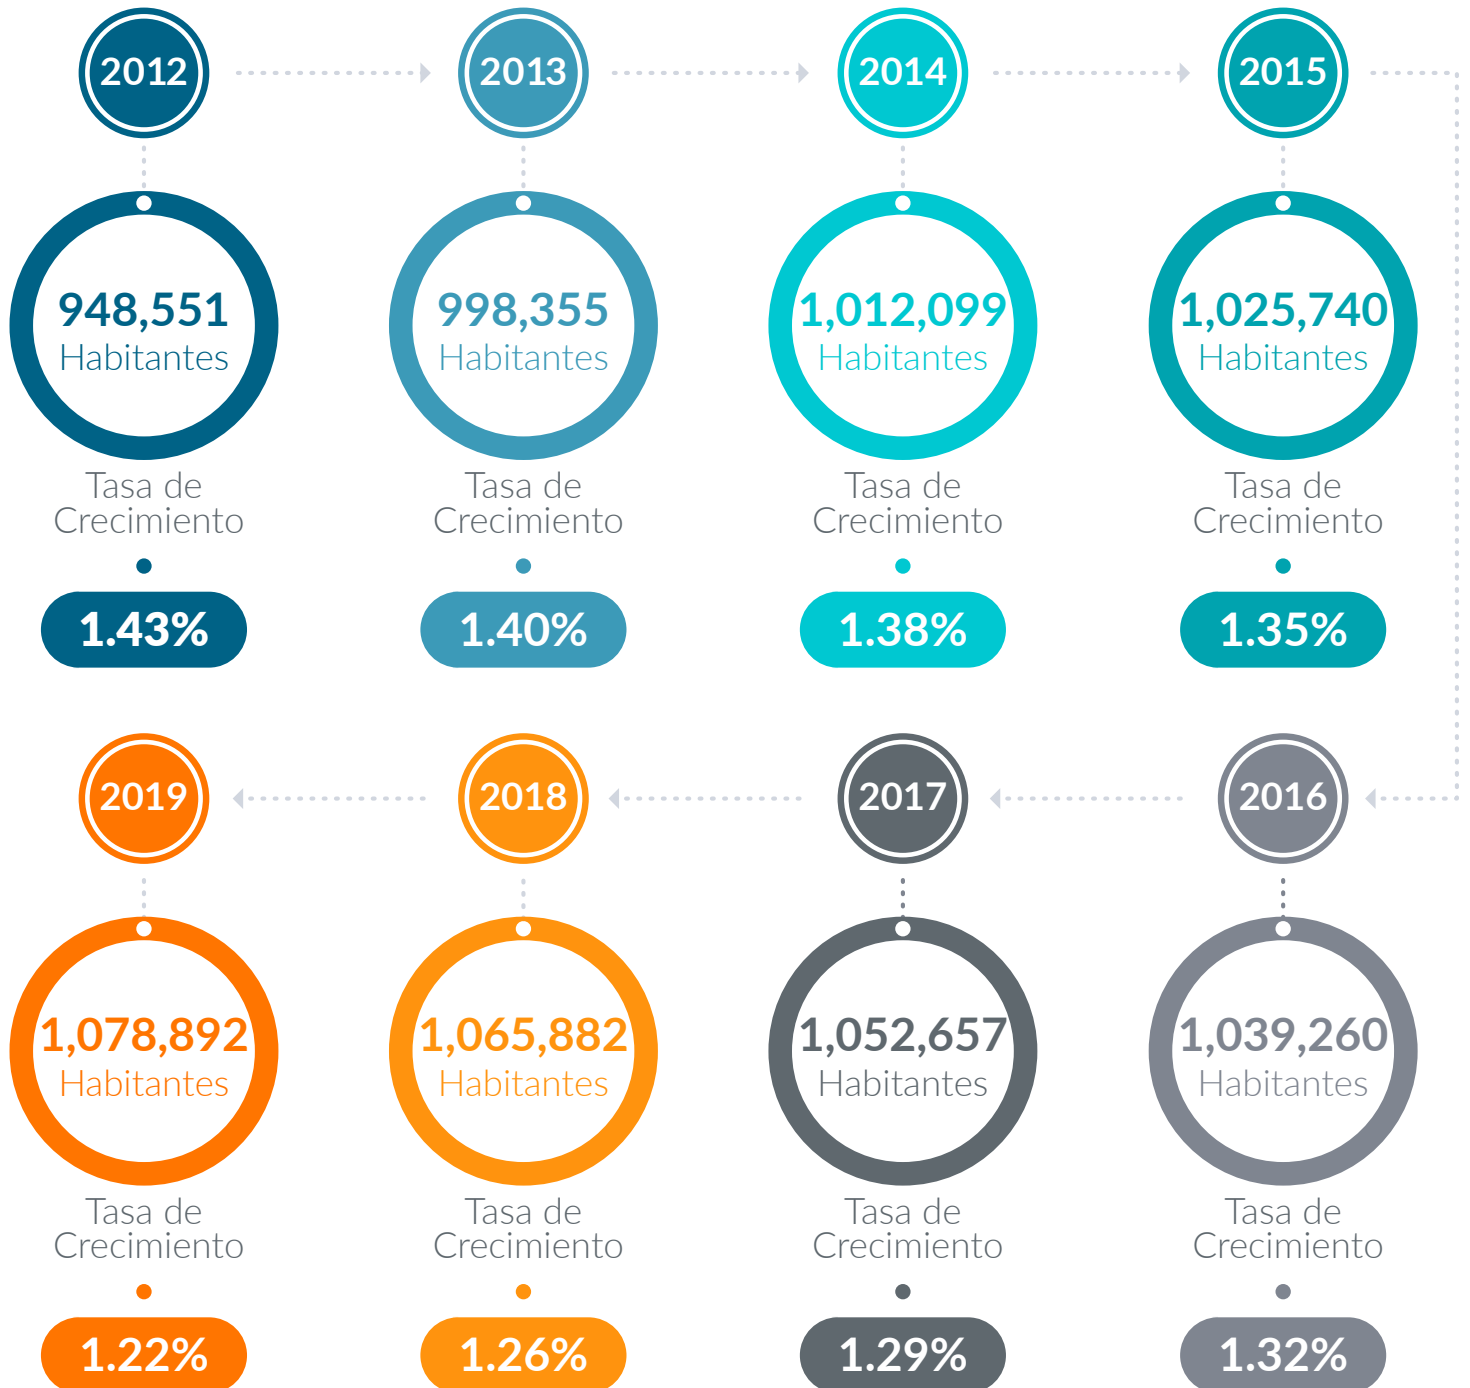 2012
948,551
Habitantes
Tasa de
Crecimiento
1.43%
2013
998,355
Habitantes
Tasa de
Crecimiento
1.40%
2014
1,012,099
Habitantes
Tasa de
Crecimiento
1.38%
2015
1,025,740
Habitantes
Tasa de
Crecimiento
1.35%
2016
1,039,260
Habitantes
Tasa de
Crecimiento
1.32%
2017
1,052,657
Habitantes
Tasa de
Crecimiento
1.29%
2018
1,065,882
Habitantes
Tasa de
Crecimiento
1.26%
2019
1,078,892
Habitantes
Tasa de
Crecimiento
1.22%